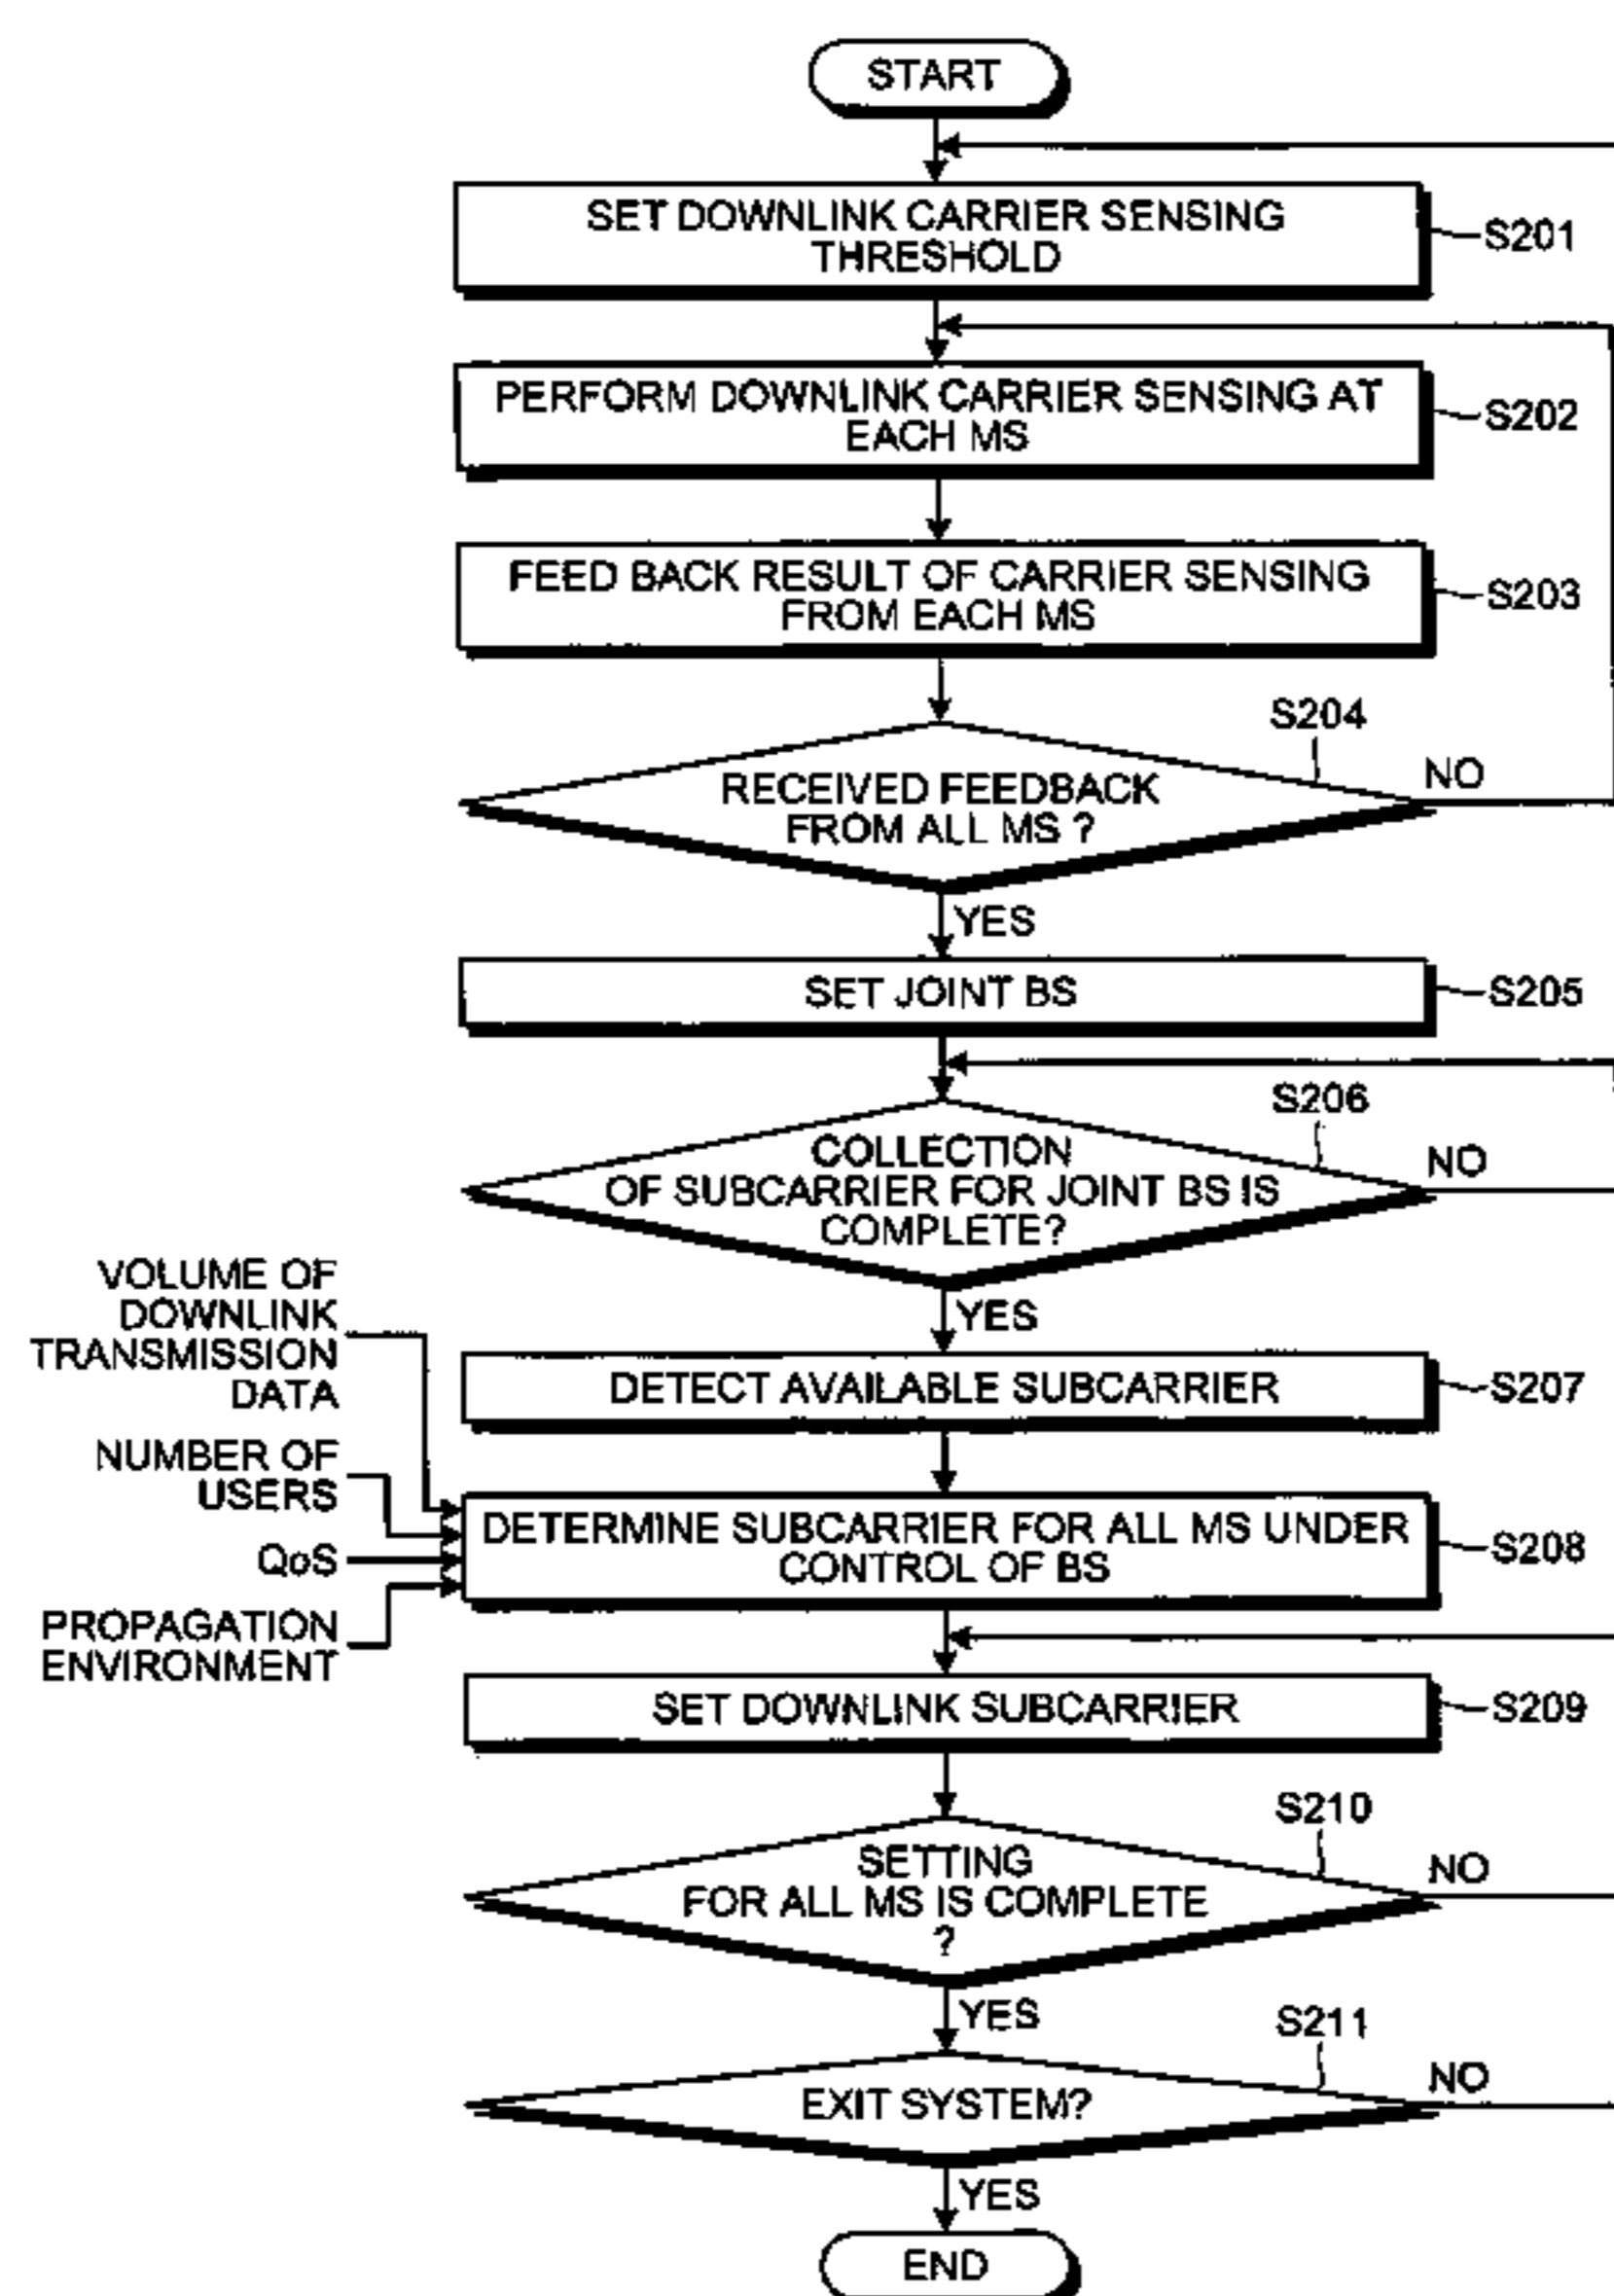 START
SET DOWNLINK CARRIER SENSING
THRESHOLD
S201
PERFORM DOWNLINK CARRIER SENSING AT
EACH MS
S202
FEED BACK RESULT OF CARRIER SENSING
FROM EACH MS
S203
S204
RECEIVED FEEDBACK
FROM ALL MS ?
NO
YES
SET JOINT BS
S205
S206
COLLECTION
OF SUBCARRIER FOR JOINT BS IS
COMPLETE?
NO
YES
VOLUME OF
DOWNLINK
TRANSMISSION
DATA
DETECT AVAILABLE SUBCARRIER
S207
NUMBER OF
USERS
QoS
PROPAGATION
ENVIRONMENT
DETERMINE SUBCARRIER FOR ALL MS UNDER
CONTROL OF BS
S208
SET DOWNLINK SUBCARRIER
S209
S210
SETTING
FOR ALL MS IS COMPLETE
?
NO
YES
S211
EXIT SYSTEM?
NO
YES
END